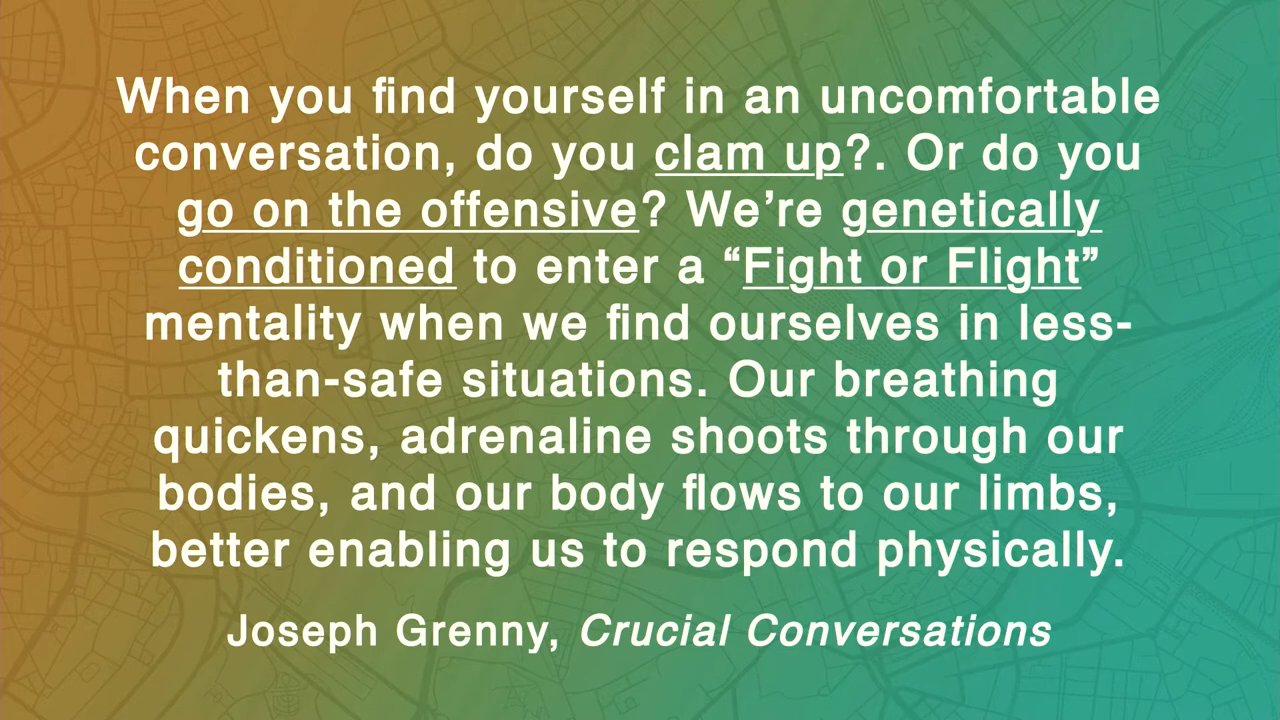 When you find yourself in an uncomfortable
conversation, do you clam up?. Or do you
go on the offensive? We’re genetically
conditioned to enter a “Fight or Flight”
mentality when we find ourselves in less-
than-safe situations. Our breathing
quickens, adrenaline shoots through our
bodies, and our body flows to our limbs,
better enabling us to respond physically.
Joseph Grenny, Crucial Conversations